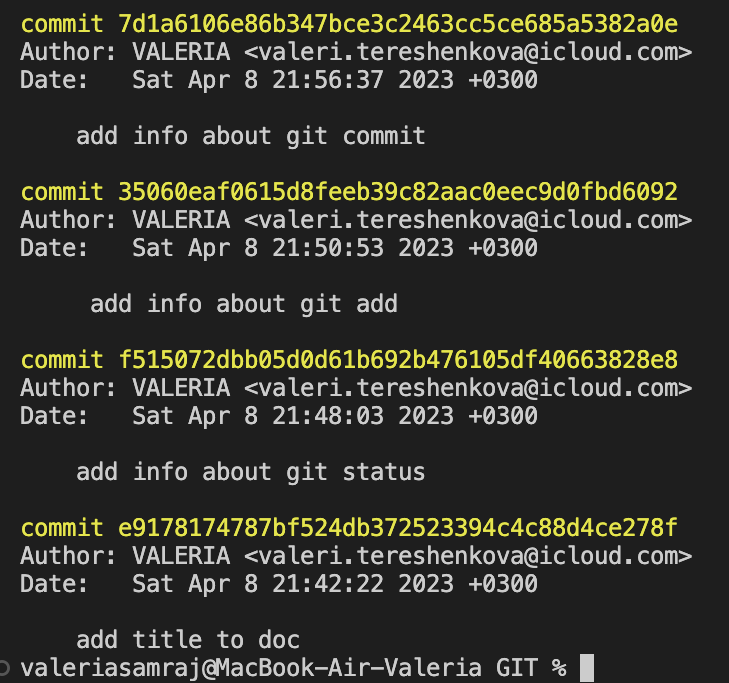 commit 7d1a6106e86b347bce3c2463cc5ce685a5382a0e
Author: VALERIA <valeri.tereshenkova@icloud.com>
Date:   Sat Apr 8 21:56:37 2023 +0300
    add info about git commit
commit 35060eaf0615d8feeb39c82aac0eec9d0fbd6092
Author: VALERIA <valeri.tereshenkova@icloud.com>
Date:   Sat Apr 8 21:50:53 2023 +0300
     add info about git add
commit f515072dbb05d0d61b692b476105df40663828e8
Author: VALERIA <valeri.tereshenkova@icloud.com>
Date:   Sat Apr 8 21:48:03 2023 +0300
    add info about git status
commit e9178174787bf524db372523394c4c88d4ce278f
Author: VALERIA <valeri.tereshenkova@icloud.com>
Date:   Sat Apr 8 21:42:22 2023 +0300
    add title to doc
valeriasamraj@MacBook-Air-Valeria GIT %